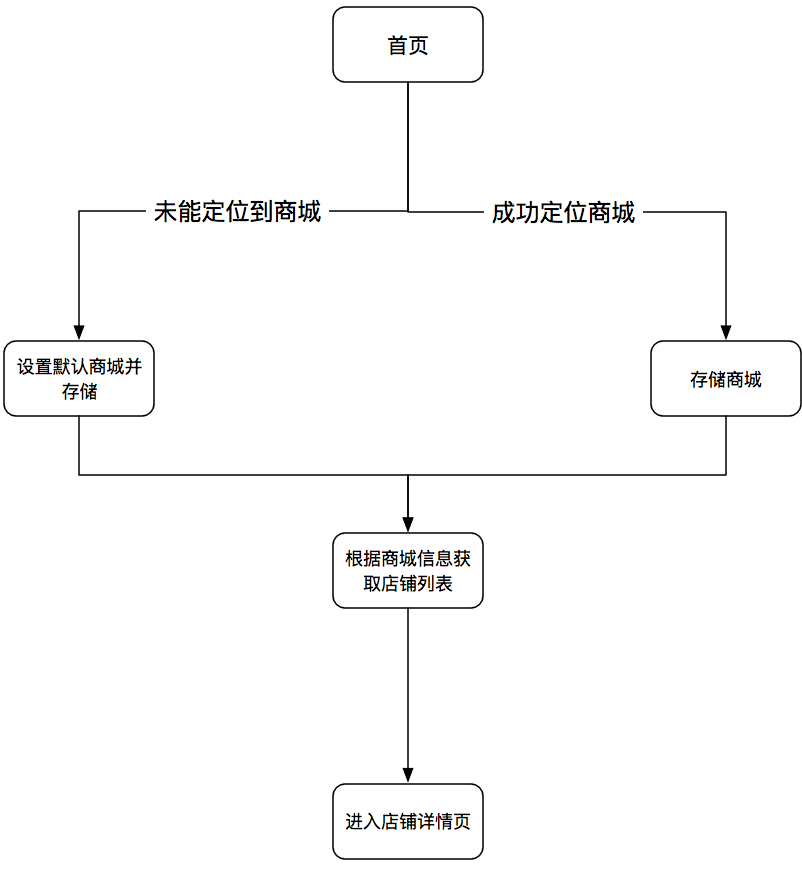 首页
未能定位到商城
成功定位商城
设置默认商城并
存储
存储商城
根据商城信息获
取店铺列表
进入店铺详情页